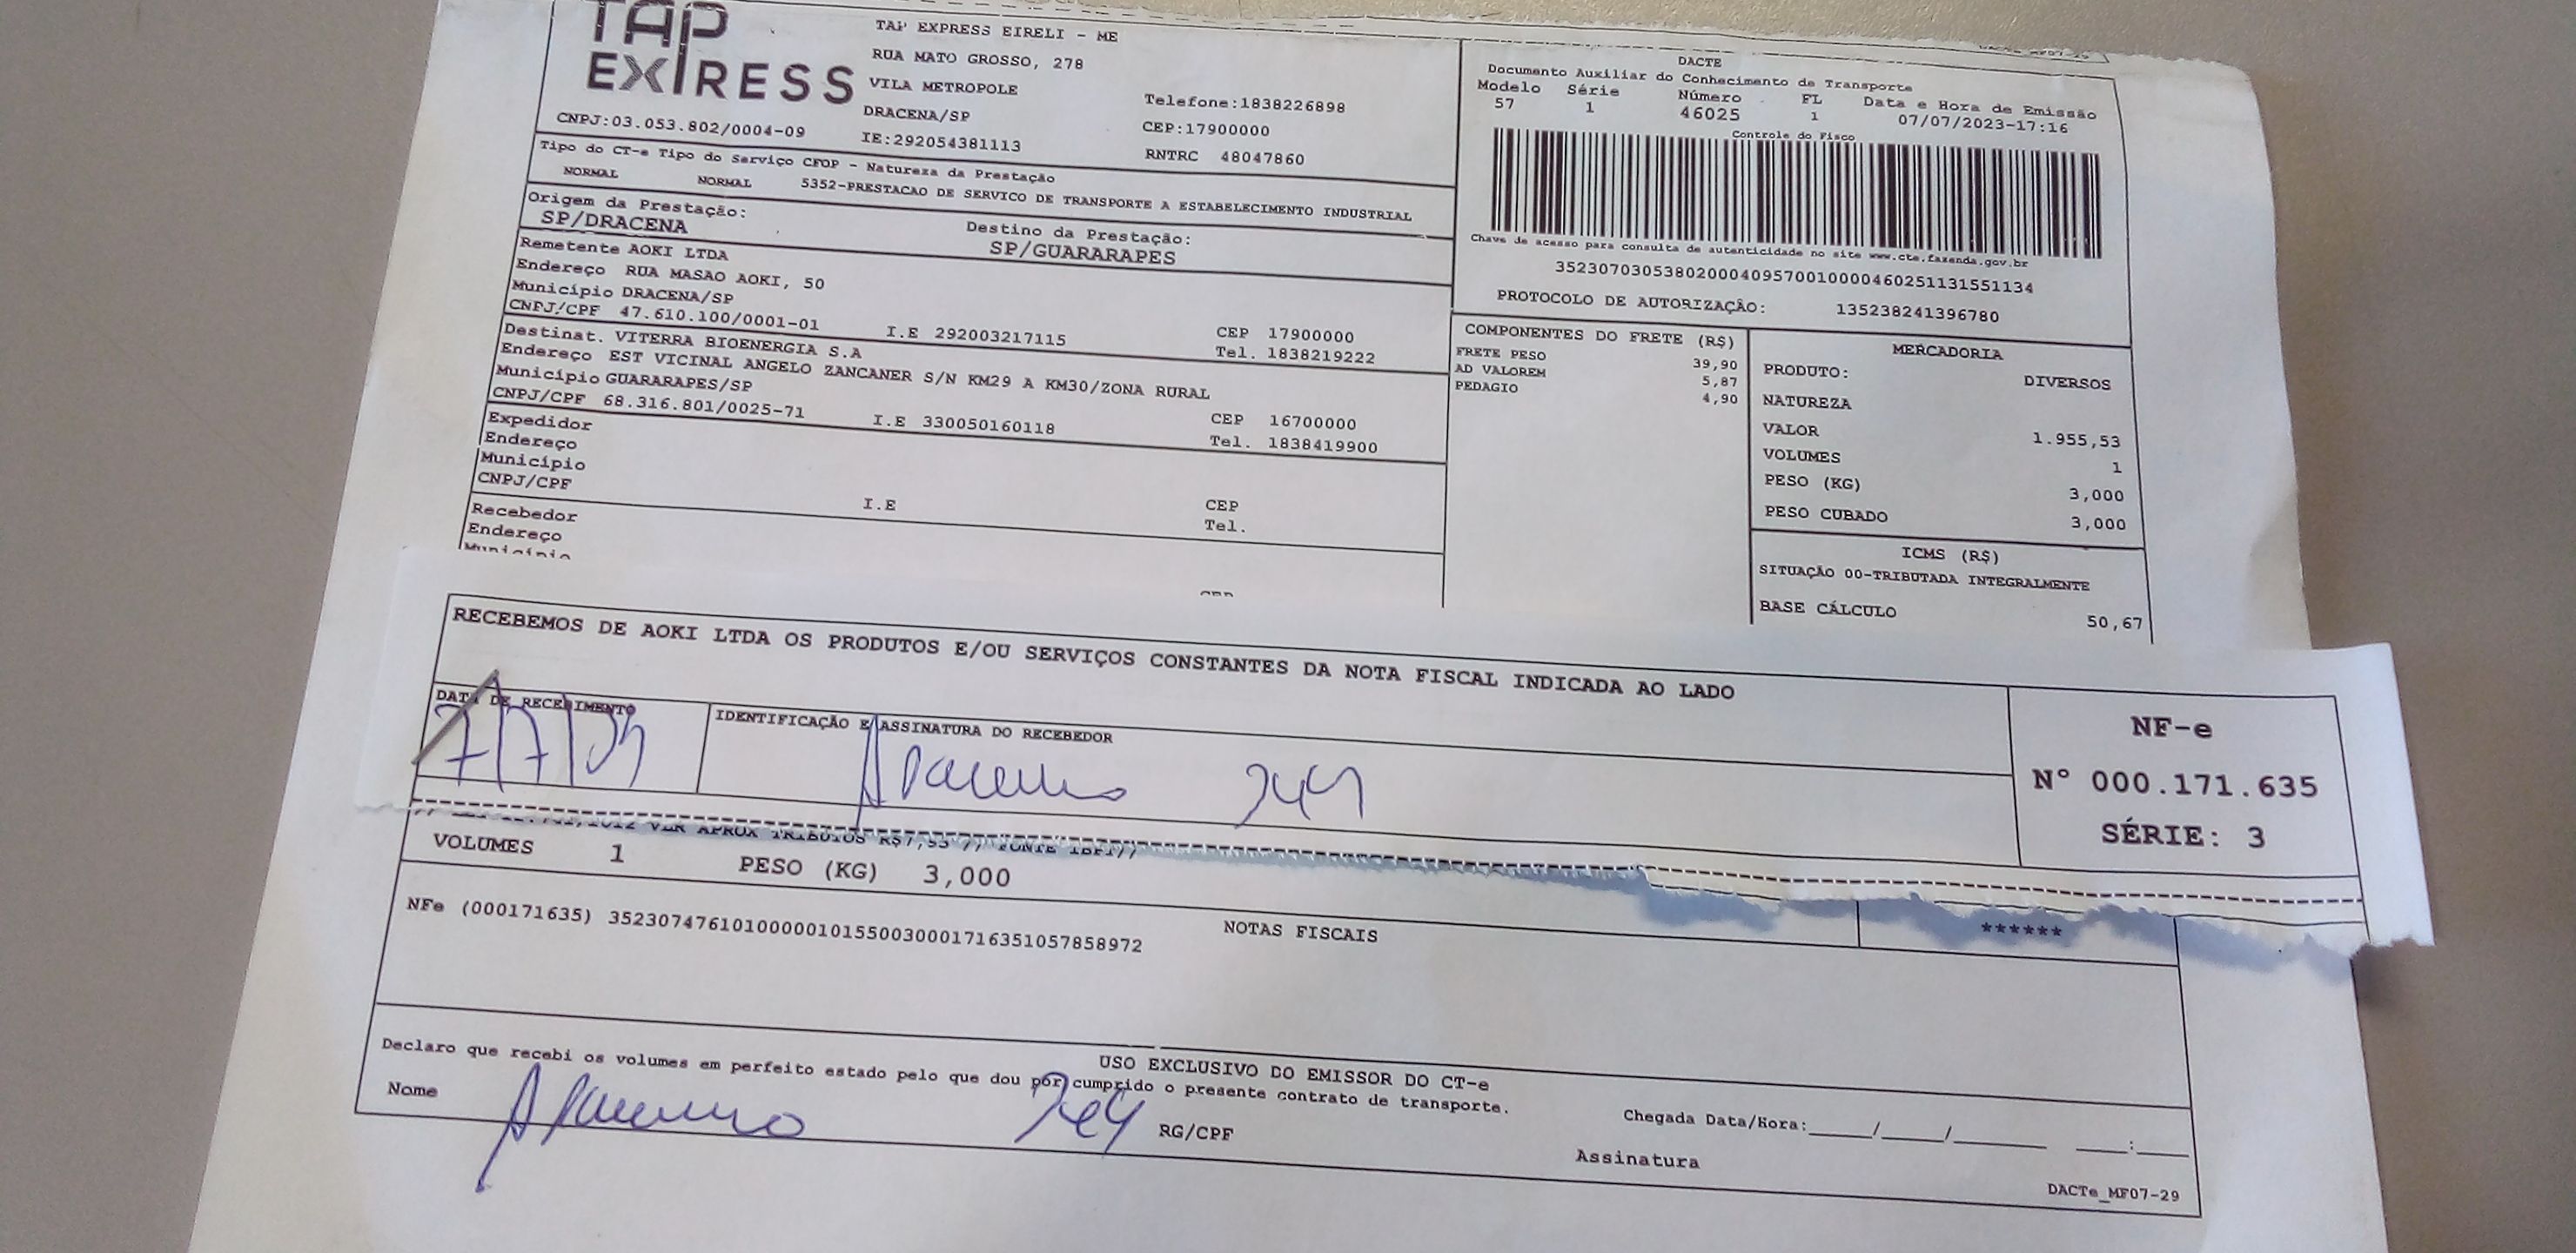 TAP EXPRESS
TAP EXPRESS EIRELI - ME
RUA MATO GROSSO, 278
VILA METROPOLE
Telefone:1838226898
DRACENA/SP
CEP:17900000
CNPJ:03.053.802/0004-09
IE:292054381113
RNTRC 48047860
DACTE
Documento Auxiliar do Conhecimento de Transporte
Modelo Série Número FL Data e Hora de Emissão
57 1 46025 1 07/07/2023-17:16
Controle do Fisco
Chave de acesso para consulta de autenticidade no site www.cte.fazenda.gov.br
35230703053802000409570010000460251131551134
PROTOCOLO DE AUTORIZAÇÃO: 135238241396780
Tipo do CT-e Tipo do Serviço CFOP - Natureza da Prestação
NORMAL NORMAL 5352-PRESTACAO DE SERVICO DE TRANSPORTE A ESTABELECIMENTO INDUSTRIAL
Origem da Prestação: Destino da Prestação:
SP/DRACENA SP/GUARARAPES
Remetente AOKI LTDA
Endereço RUA MASAO AOKI, 50
Município DRACENA/SP CEP 17900000
CNPJ/CPF 47.610.100/0001-01 I.E 292003217115 Tel. 1838219222
Destinat. VITERRA BIOENERGIA S.A
Endereço EST VICINAL ANGELO ZANCANER S/N KM29 A KM30/ZONA RURAL
Município GUARARAPES/SP CEP 16700000
CNPJ/CPF 68.316.801/0025-71 I.E 330050160118 Tel. 1838419900
Expedidor
Endereço
Município CEP
CNPJ/CPF I.E Tel.
Recebedor
Endereço
Município CEP
COMPONENTES DO FRETE (R$)
FRETE PESO 39,90
AD VALOREM 5,87
PEDAGIO 4,90
MERCADORIA
PRODUTO: DIVERSOS
NATUREZA
VALOR 1.955,53
VOLUMES 1
PESO (KG) 3,000
PESO CUBADO 3,000
ICMS (R$)
SITUAÇÃO 00-TRIBUTADA INTEGRALMENTE
BASE CÁLCULO 50,67
RECEBEMOS DE AOKI LTDA OS PRODUTOS E/OU SERVIÇOS CONSTANTES DA NOTA FISCAL INDICADA AO LADO
DATA DE RECEBIMENTO IDENTIFICAÇÃO E ASSINATURA DO RECEBEDOR
NF-e
Nº 000.171.635
SÉRIE: 3
VER APROX TRIBUTOS R$7,95 // FONTE IBPT//
VOLUMES 1 PESO (KG) 3,000
******
NOTAS FISCAIS
NFe (000171635) 35230747610100000101550030001716351057858972
USO EXCLUSIVO DO EMISSOR DO CT-e
Declaro que recebi os volumes em perfeito estado pelo que dou por cumprido o presente contrato de transporte.
Nome RG/CPF Chegada Data/Hora:_____/_____/_______ ____:____
Assinatura
DACTe_MF07-29